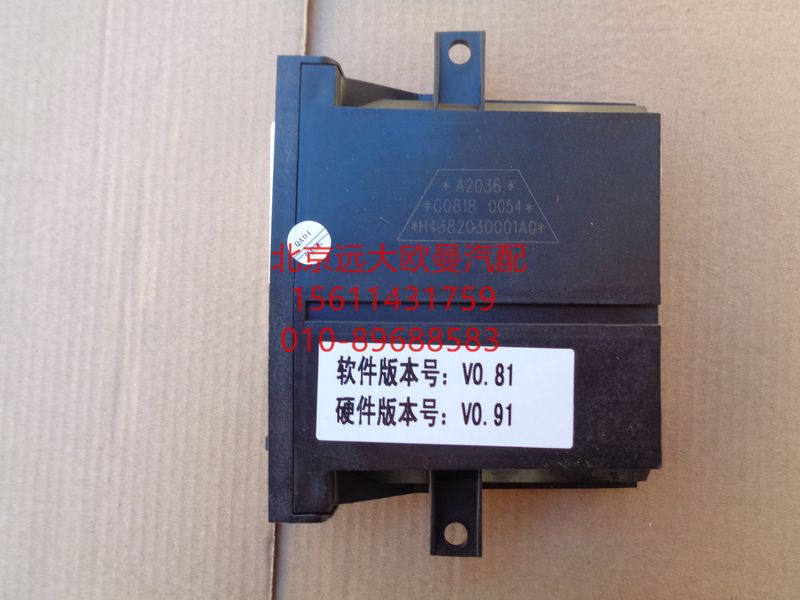 * A2036 *
*G0818 0054*
*H4382030001A0*
QA01
北京远大欧曼汽配
15611431759
010-89688583
软件版本号：V0.81
硬件版本号：V0.91